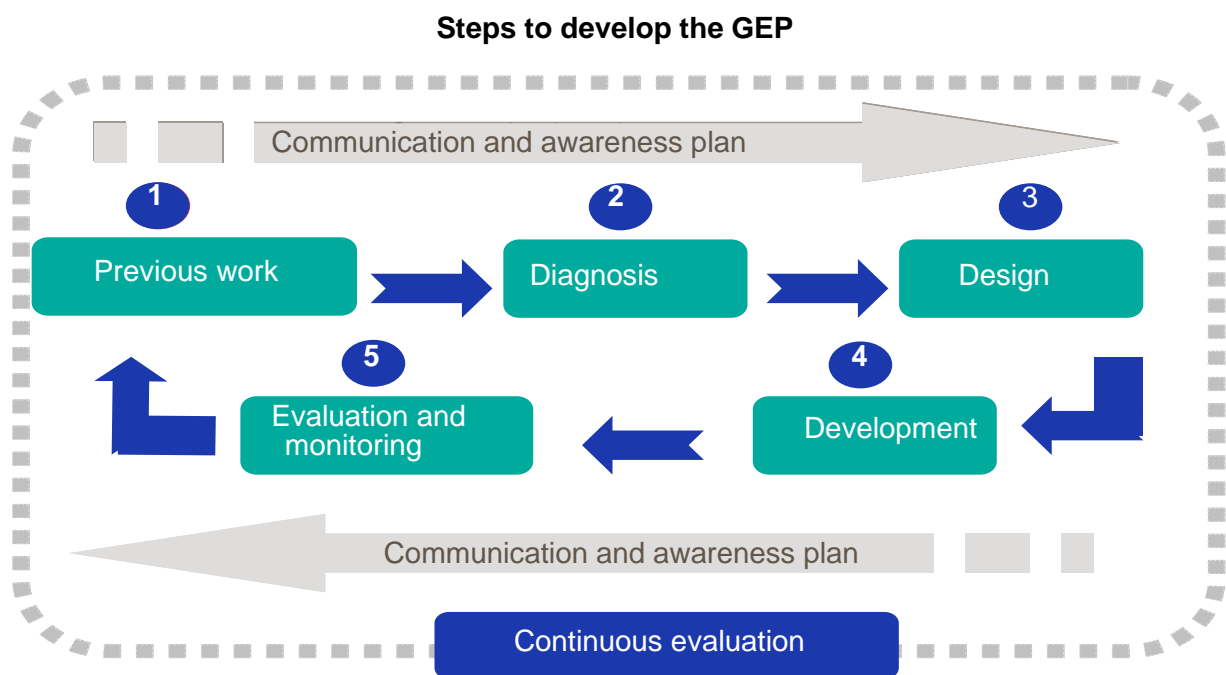 Steps to develop the GEP
Communication and awareness plan
1
2
3
Previous work
Diagnosis
Design
5
4
Evaluation and
monitoring
Development
Communication and awareness plan
Continuous evaluation